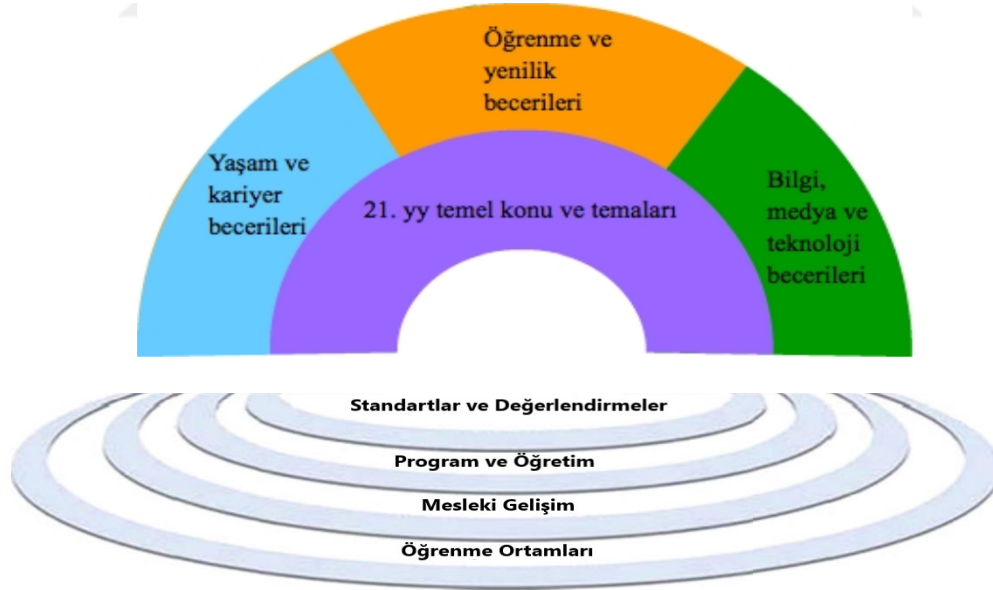 Öğrenme ve
yenilik
becerileri
Yaşam ve
kariyer
becerileri
Bilgi,
medya ve
teknoloji
becerileri
21. yy temel konu ve temaları
Standartlar ve Değerlendirmeler
Program ve Öğretim
Mesleki Gelişim
Öğrenme Ortamları